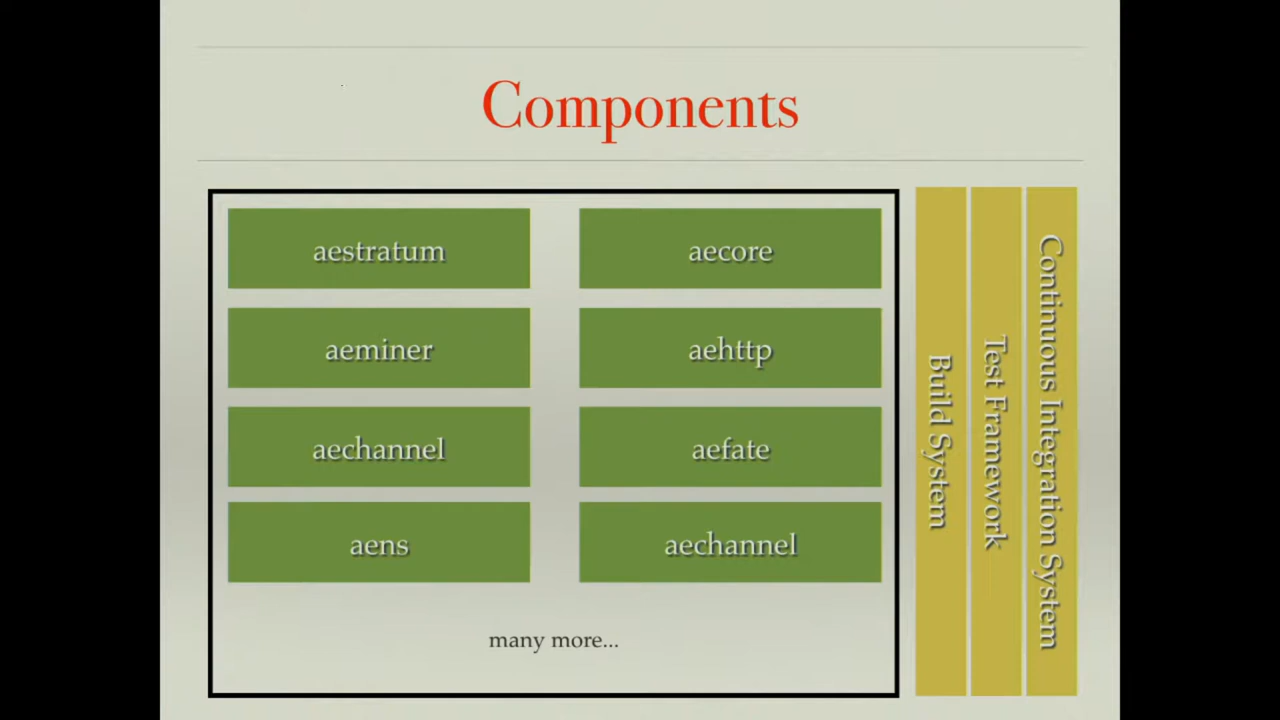 Components
aestratum
aecore
aeminer
aehttp
aechannel
aefate
aens
aechannel
many more...
Build System
Test Framework
Continuous Integration System